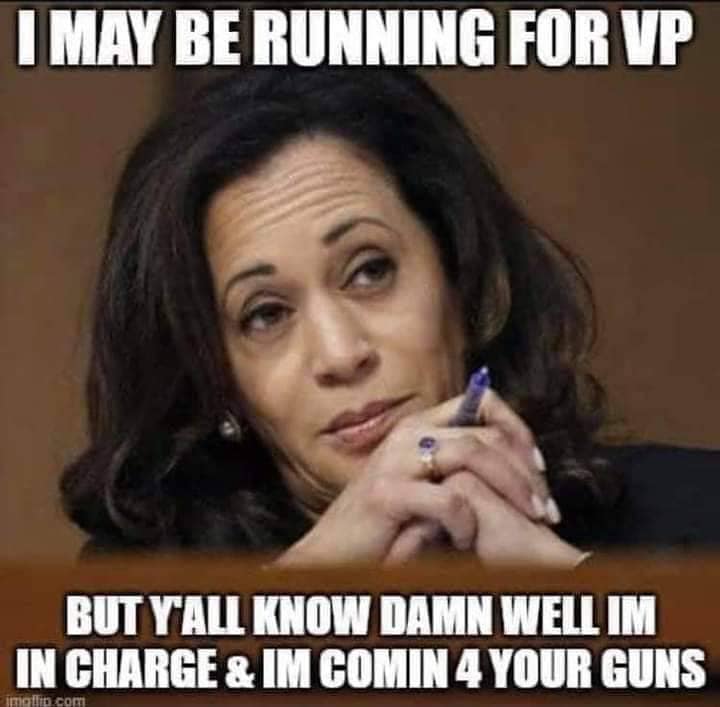 I MAY BE RUNNING FOR VP
BUT Y'ALL KNOW DAMN WELL IM
IN CHARGE & IM COMIN 4 YOUR GUNS
imgflip.com